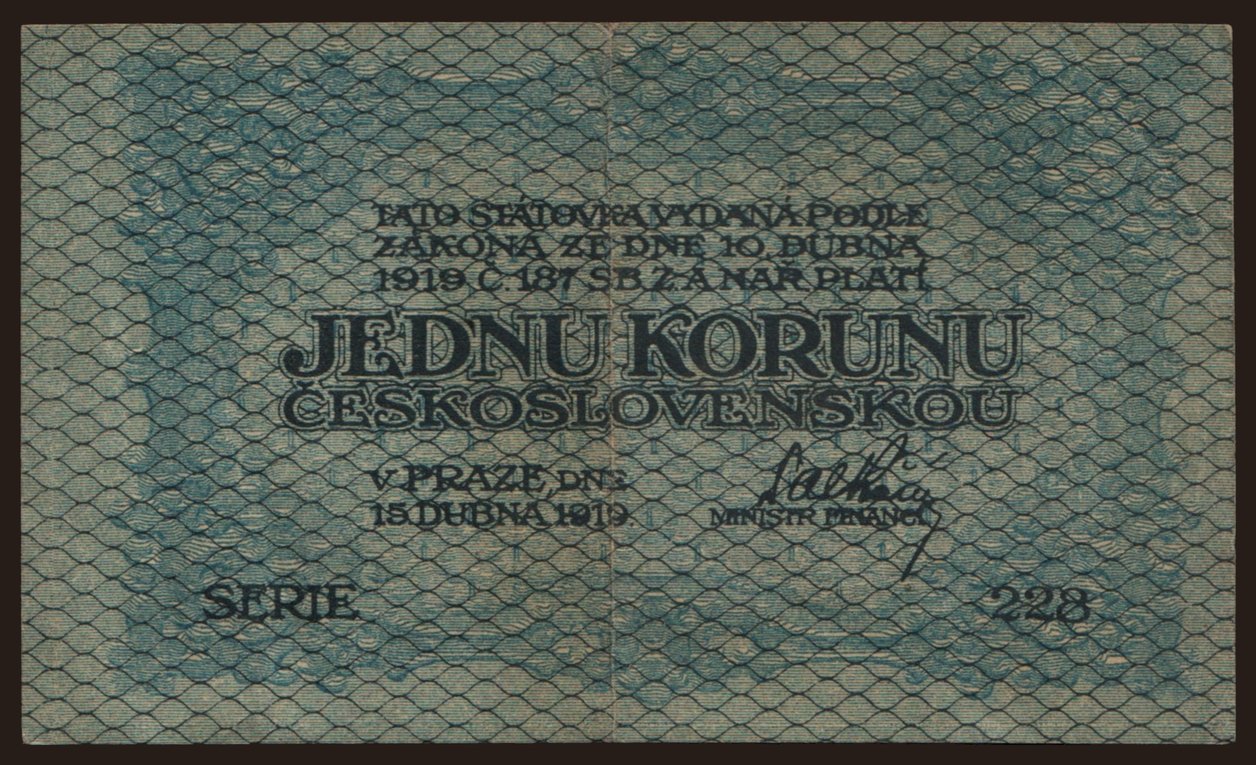 TATO STÁTOVKA VYDANÁ PODLE
ZÁKONA ZE DNE 10. DUBNA
1919 Č. 187 SB. Z. A NAŘ. PLATÍ
JEDNU KORUNU
ČESKOSLOVENSKOU
V PRAZE, DNE
15. DUBNA 1919.
MINISTR FINANCÍ
SERIE 228